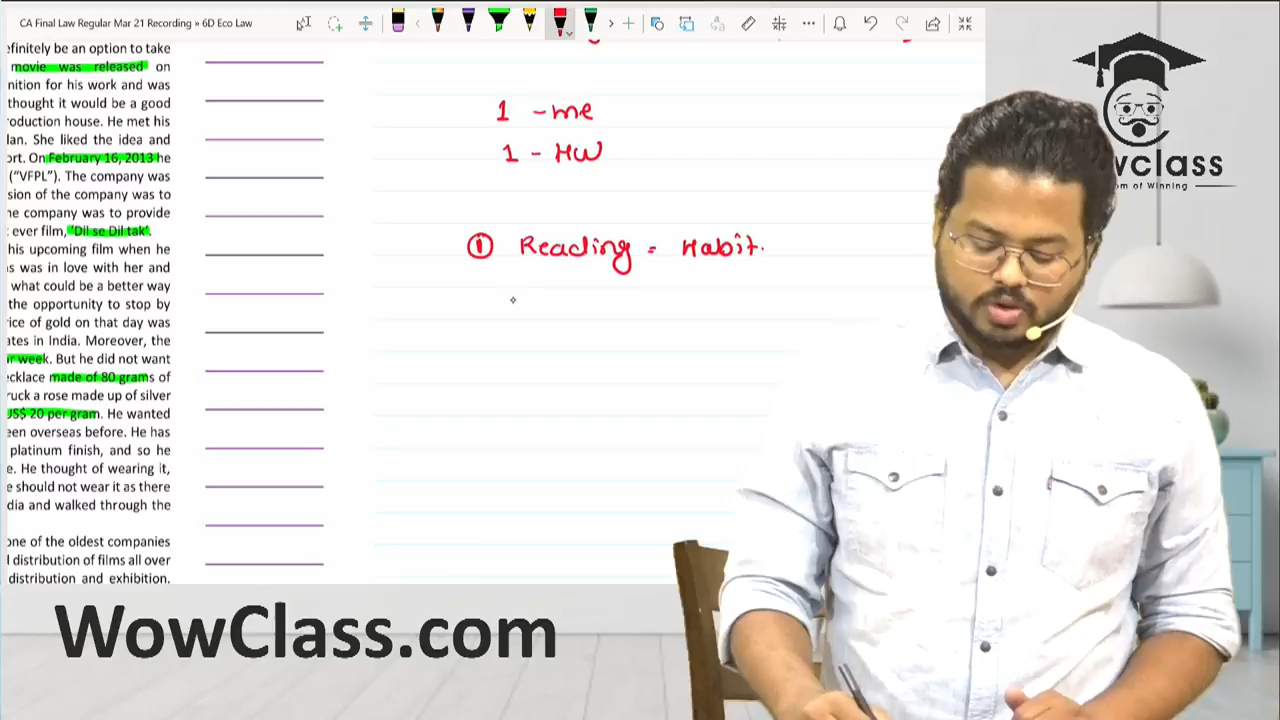 CA Final Law Regular Mar 21 Recording » 6D Eco Law
efinitely be an option to take
movie was released on
nition for his work and was
thought it would be a good
roduction house. He met his
lan. She liked the idea and
ort. On February 16, 2013 he
("VFPL"). The company was
sion of the company was to
ne company was to provide
ever film, 'Dil se Dil tak'.
his upcoming film when he
s was in love with her and
what could be a better way
the opportunity to stop by
rice of gold on that day was
ates in India. Moreover, the
ur week. But he did not want
ecklace made of 80 grams of
ruck a rose made up of silver
US$ 20 per gram. He wanted
een overseas before. He has
platinum finish, and so he
e. He thought of wearing it,
e should not wear it as there
dia and walked through the
one of the oldest companies
d distribution of films all over
distribution and exhibition.
1 - me
1 - HW
① Reading = Habit.
wclass
om of Winning
WowClass.com